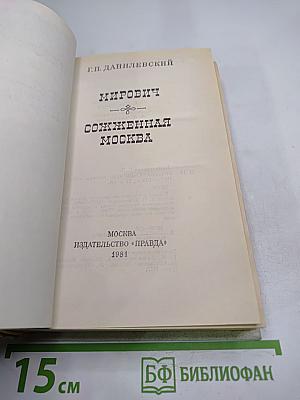 Г.П. ДАНИЛЕВСКИЙ
МИРОВИЧ
СОЖЖЕННАЯ
МОСКВА
МОСКВА
ИЗДАТЕЛЬСТВО «ПРАВДА»
1981
15 см
БФ БИБЛИОФАН